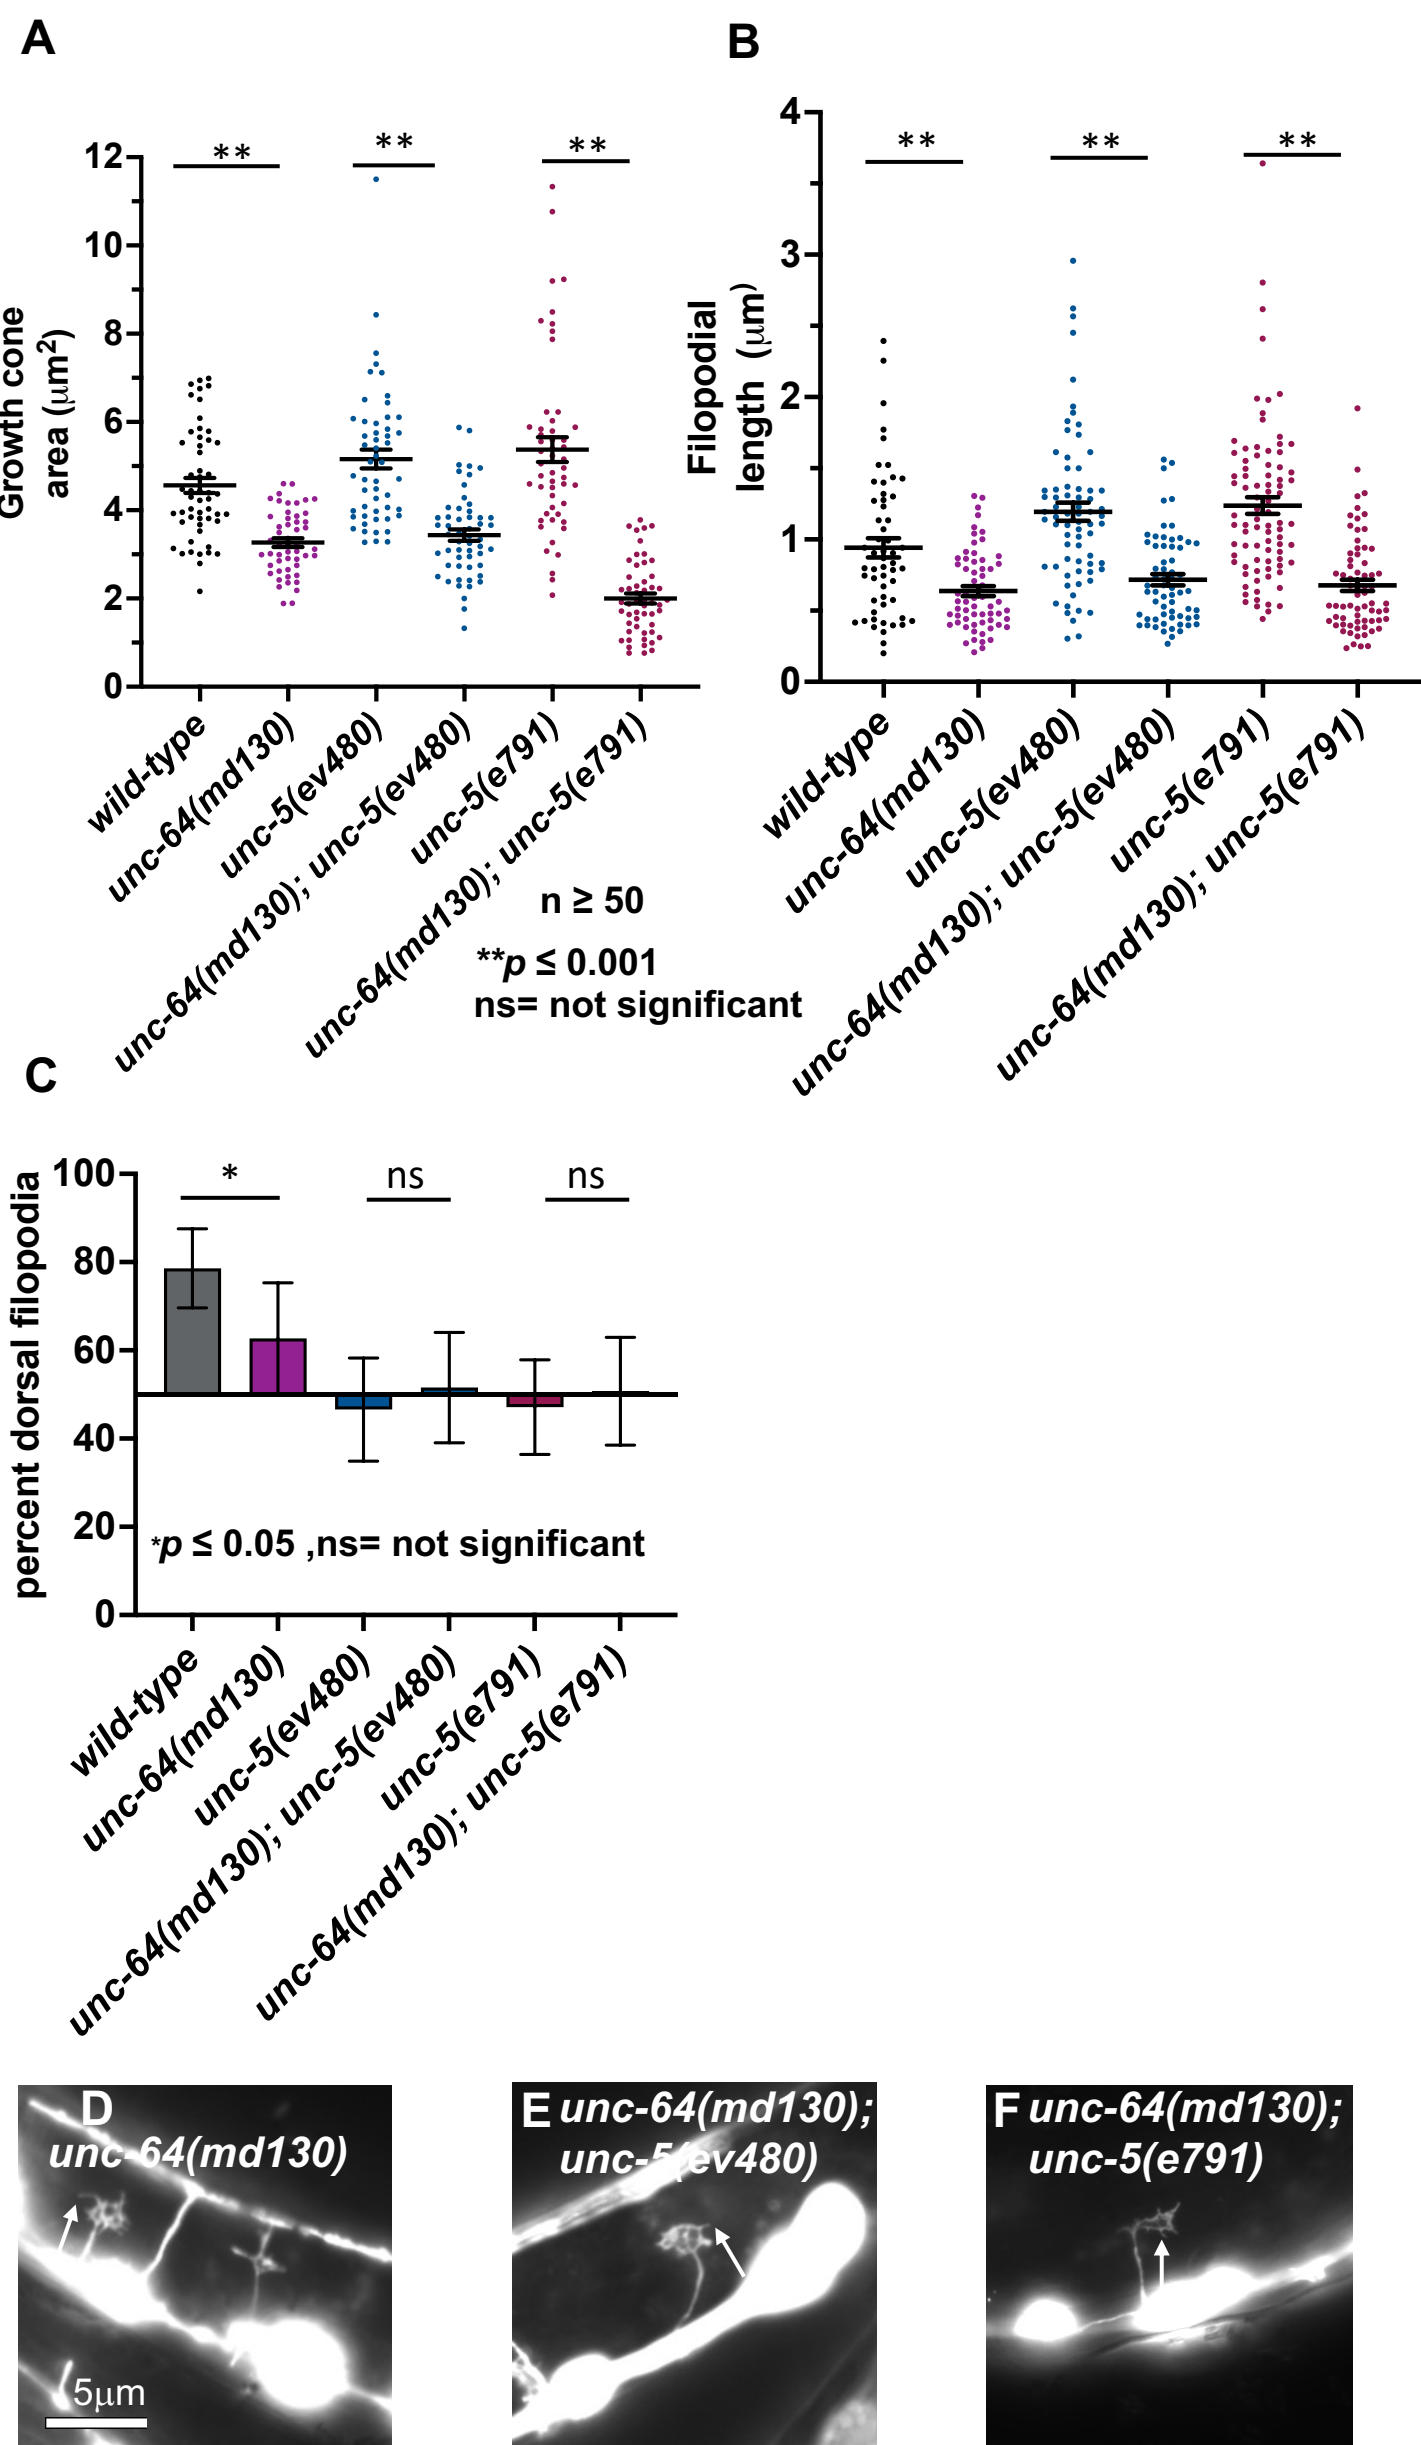 A
B
Growth cone
area (μm²)
12
10
8
6
4
2
0
**
**
**
wild-type
unc-64(md130)
unc-5(ev480)
unc-64(md130); unc-5(ev480)
unc-5(e791)
unc-64(md130); unc-5(e791)
Filopodial
length (μm)
4
3
2
1
0
**
**
**
wild-type
unc-64(md130)
unc-5(ev480)
unc-64(md130); unc-5(ev480)
unc-5(e791)
unc-64(md130); unc-5(e791)
n ≥ 50
**p ≤ 0.001
ns= not significant
C
percent dorsal filopodia
100
80
60
40
20
0
*
ns
ns
*p ≤ 0.05 ,ns= not significant
wild-type
unc-64(md130)
unc-5(ev480)
unc-64(md130); unc-5(ev480)
unc-5(e791)
unc-64(md130); unc-5(e791)
D
unc-64(md130)
5μm
E unc-64(md130);
unc-5(ev480)
F unc-64(md130);
unc-5(e791)